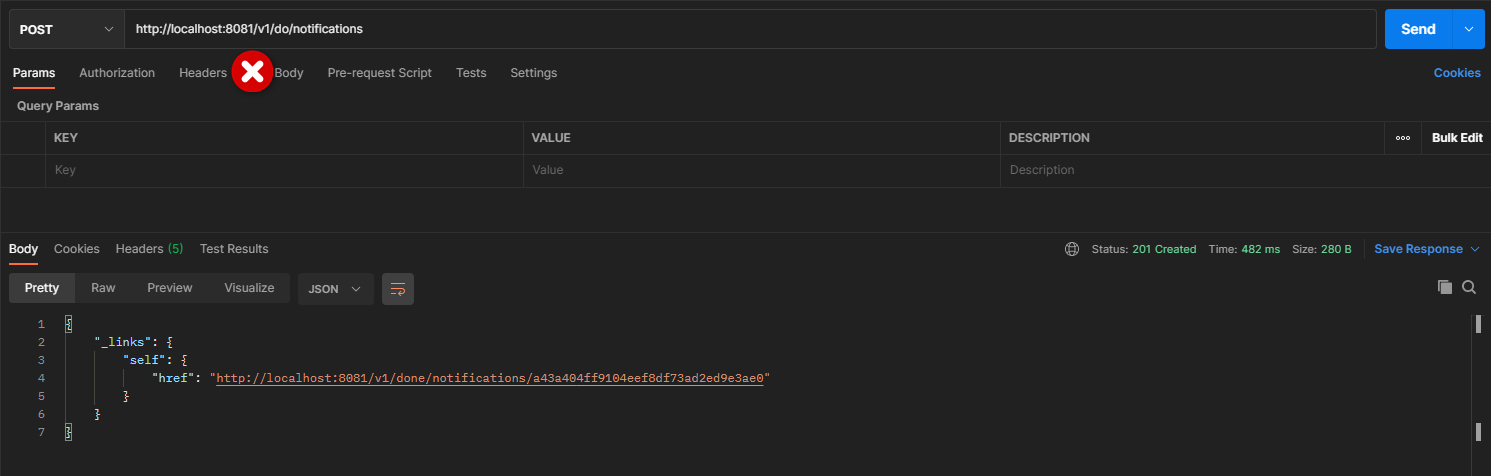 POST http://localhost:8081/v1/do/notifications Send
Params Authorization Headers Body Pre-request Script Tests Settings Cookies
Query Params
KEY VALUE DESCRIPTION ooo Bulk Edit
Key Value Description
Body Cookies Headers (5) Test Results Status: 201 Created Time: 482 ms Size: 280 B Save Response
Pretty Raw Preview Visualize JSON
1 {
2 "_links": {
3 "self": {
4 "href": "http://localhost:8081/v1/done/notifications/a43a404ff9104eef8df73ad2ed9e3ae0"
5 }
6 }
7 }